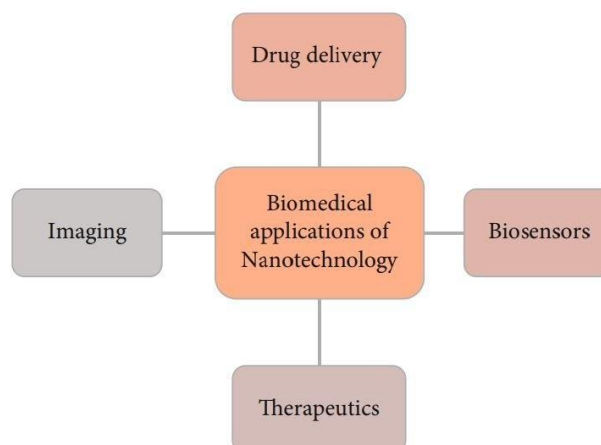 Drug delivery
Imaging
Biomedical
applications of
Nanotechnology
Biosensors
Therapeutics